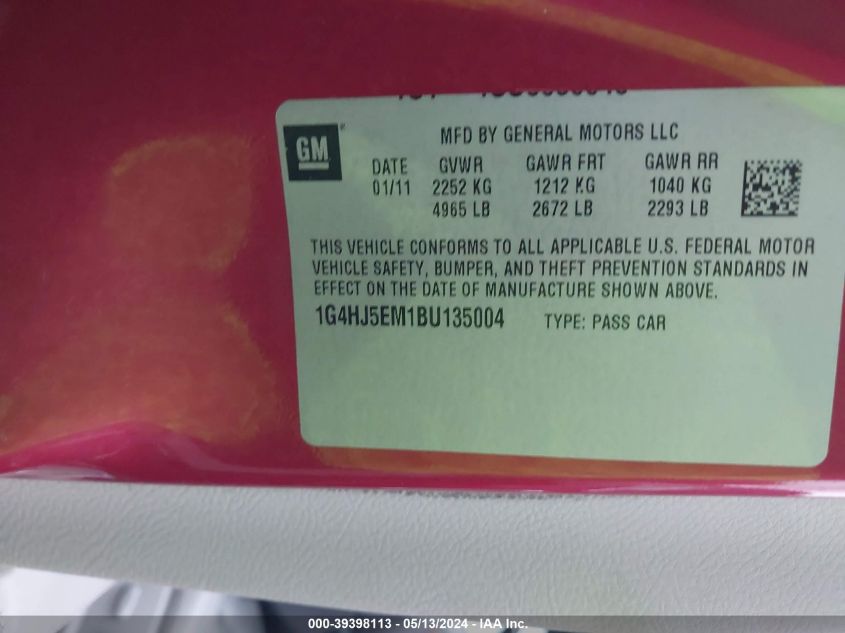 GM
MFD BY GENERAL MOTORS LLC
DATE GVWR GAWR FRT GAWR RR
01/11 2252 KG 1212 KG 1040 KG
4965 LB 2672 LB 2293 LB
THIS VEHICLE CONFORMS TO ALL APPLICABLE U.S. FEDERAL MOTOR
VEHICLE SAFETY, BUMPER, AND THEFT PREVENTION STANDARDS IN
EFFECT ON THE DATE OF MANUFACTURE SHOWN ABOVE.
1G4HJ5EM1BU135004 TYPE: PASS CAR
000-39398113 - 05/13/2024 - IAA Inc.